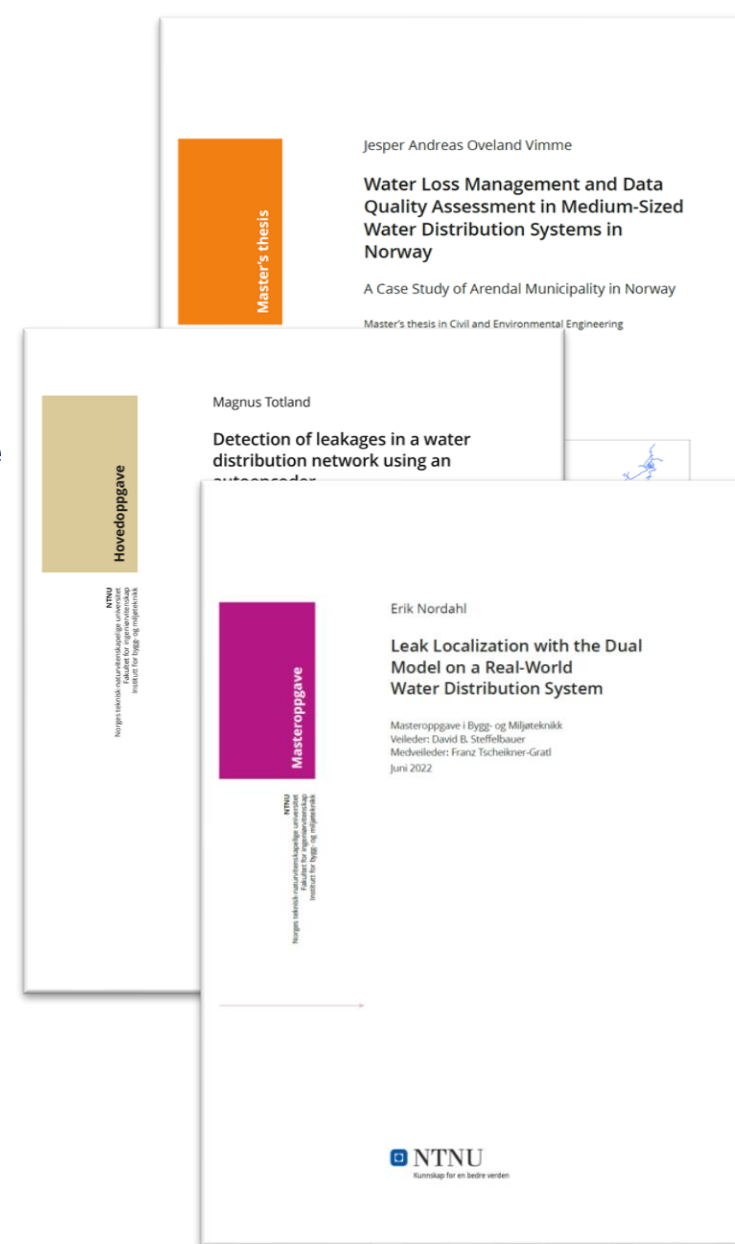 Jesper Andreas Oveland Vimme
Water Loss Management and Data
Quality Assessment in Medium-Sized
Water Distribution Systems in
Norway
A Case Study of Arendal Municipality in Norway
Master's thesis in Civil and Environmental Engineering
Master's thesis
Magnus Totland
Detection of leakages in a water
distribution network using an
autoencoder
Hovedoppgave
NTNU
Norges teknisk-naturvitenskapelige universitet
Fakultet for ingeniørvitenskap
Institutt for bygg- og miljøteknikk
Erik Nordahl
Leak Localization with the Dual
Model on a Real-World
Water Distribution System
Masteroppgave i Bygg- og Miljøteknikk
Veileder: David B. Steffelbauer
Medveileder: Franz Tscheikner-Gratl
Juni 2022
Masteroppgave
NTNU
Norges teknisk-naturvitenskapelige universitet
Fakultet for ingeniørvitenskap
Institutt for bygg- og miljøteknikk
NTNU
Kunnskap for en bedre verden